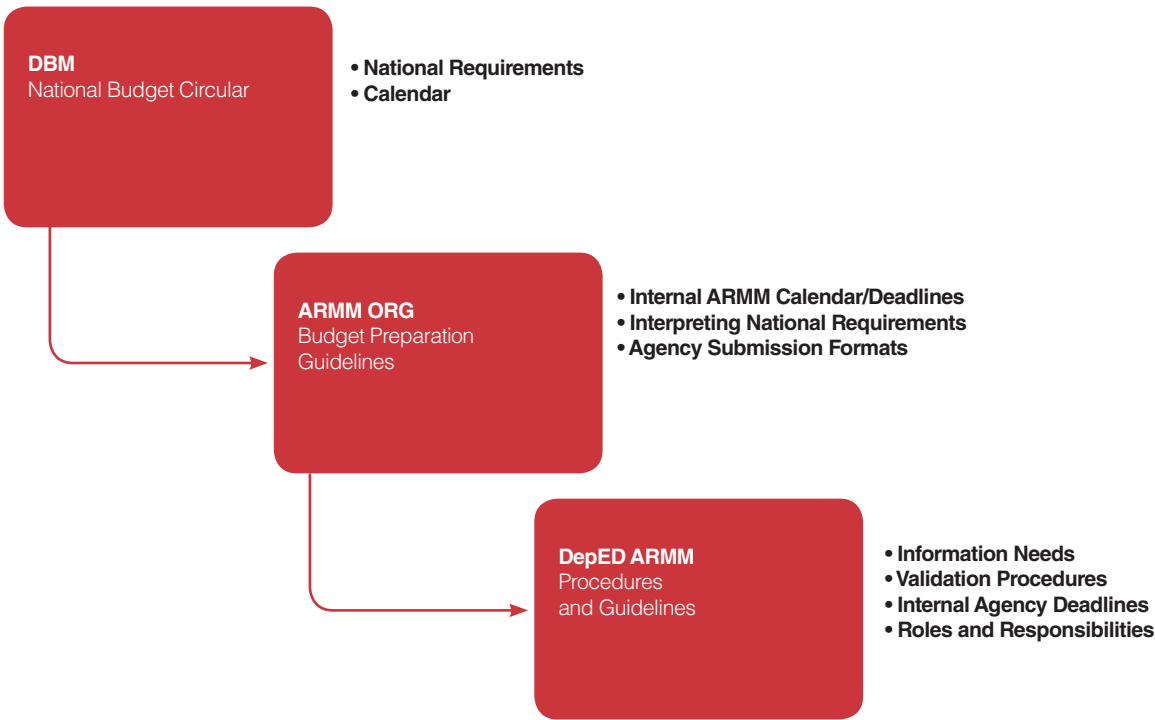 DBM
National Budget Circular
• National Requirements
• Calendar
ARMM ORG
Budget Preparation
Guidelines
• Internal ARMM Calendar/Deadlines
• Interpreting National Requirements
• Agency Submission Formats
DepED ARMM
Procedures
and Guidelines
• Information Needs
• Validation Procedures
• Internal Agency Deadlines
• Roles and Responsibilities